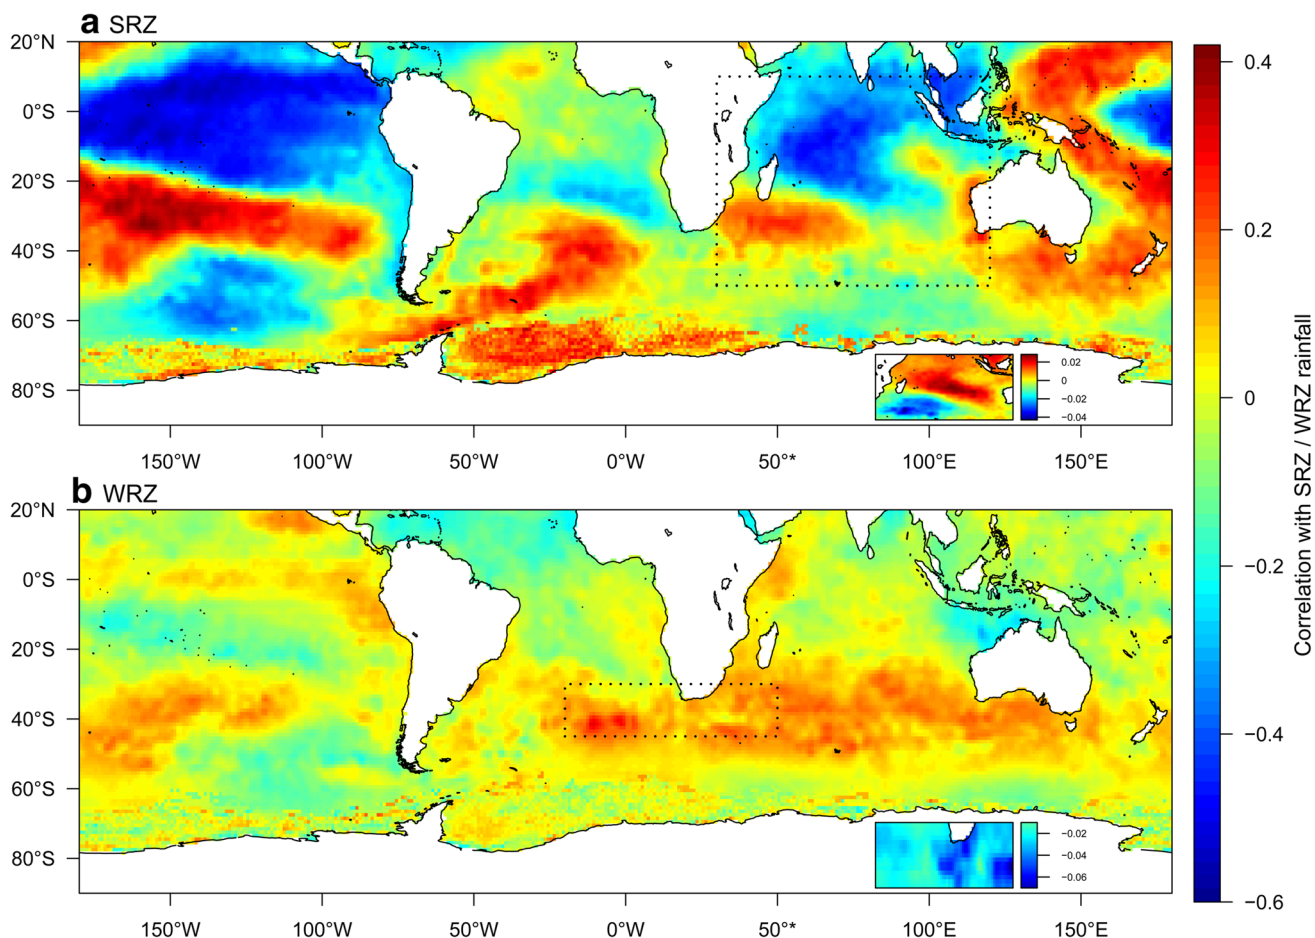 a SRZ
20°N
0°S
20°S
40°S
60°S
80°S
0.02
0
−0.02
−0.04
150°W
100°W
50°W
0°W
50°*
100°E
150°E
b WRZ
20°N
0°S
20°S
40°S
60°S
80°S
−0.02
−0.04
−0.06
150°W
100°W
50°W
0°W
50°*
100°E
150°E
0.4
0.2
0
−0.2
−0.4
−0.6
Correlation with SRZ / WRZ rainfall